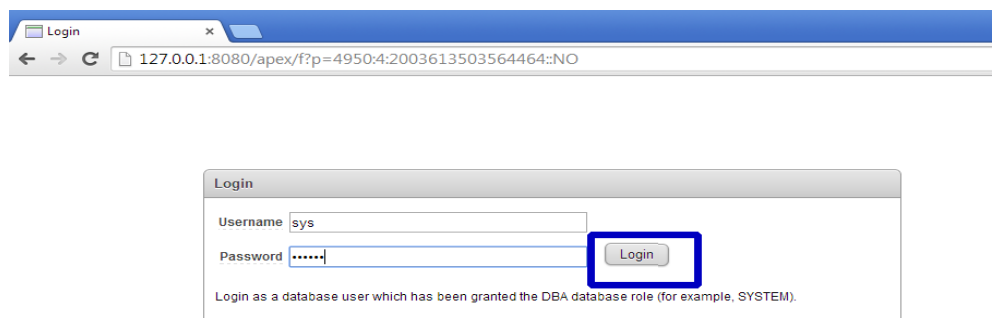 Login
127.0.0.1:8080/apex/f?p=4950:4:2003613503564464::NO
Login
Username sys
Password •••••• Login
Login as a database user which has been granted the DBA database role (for example, SYSTEM).